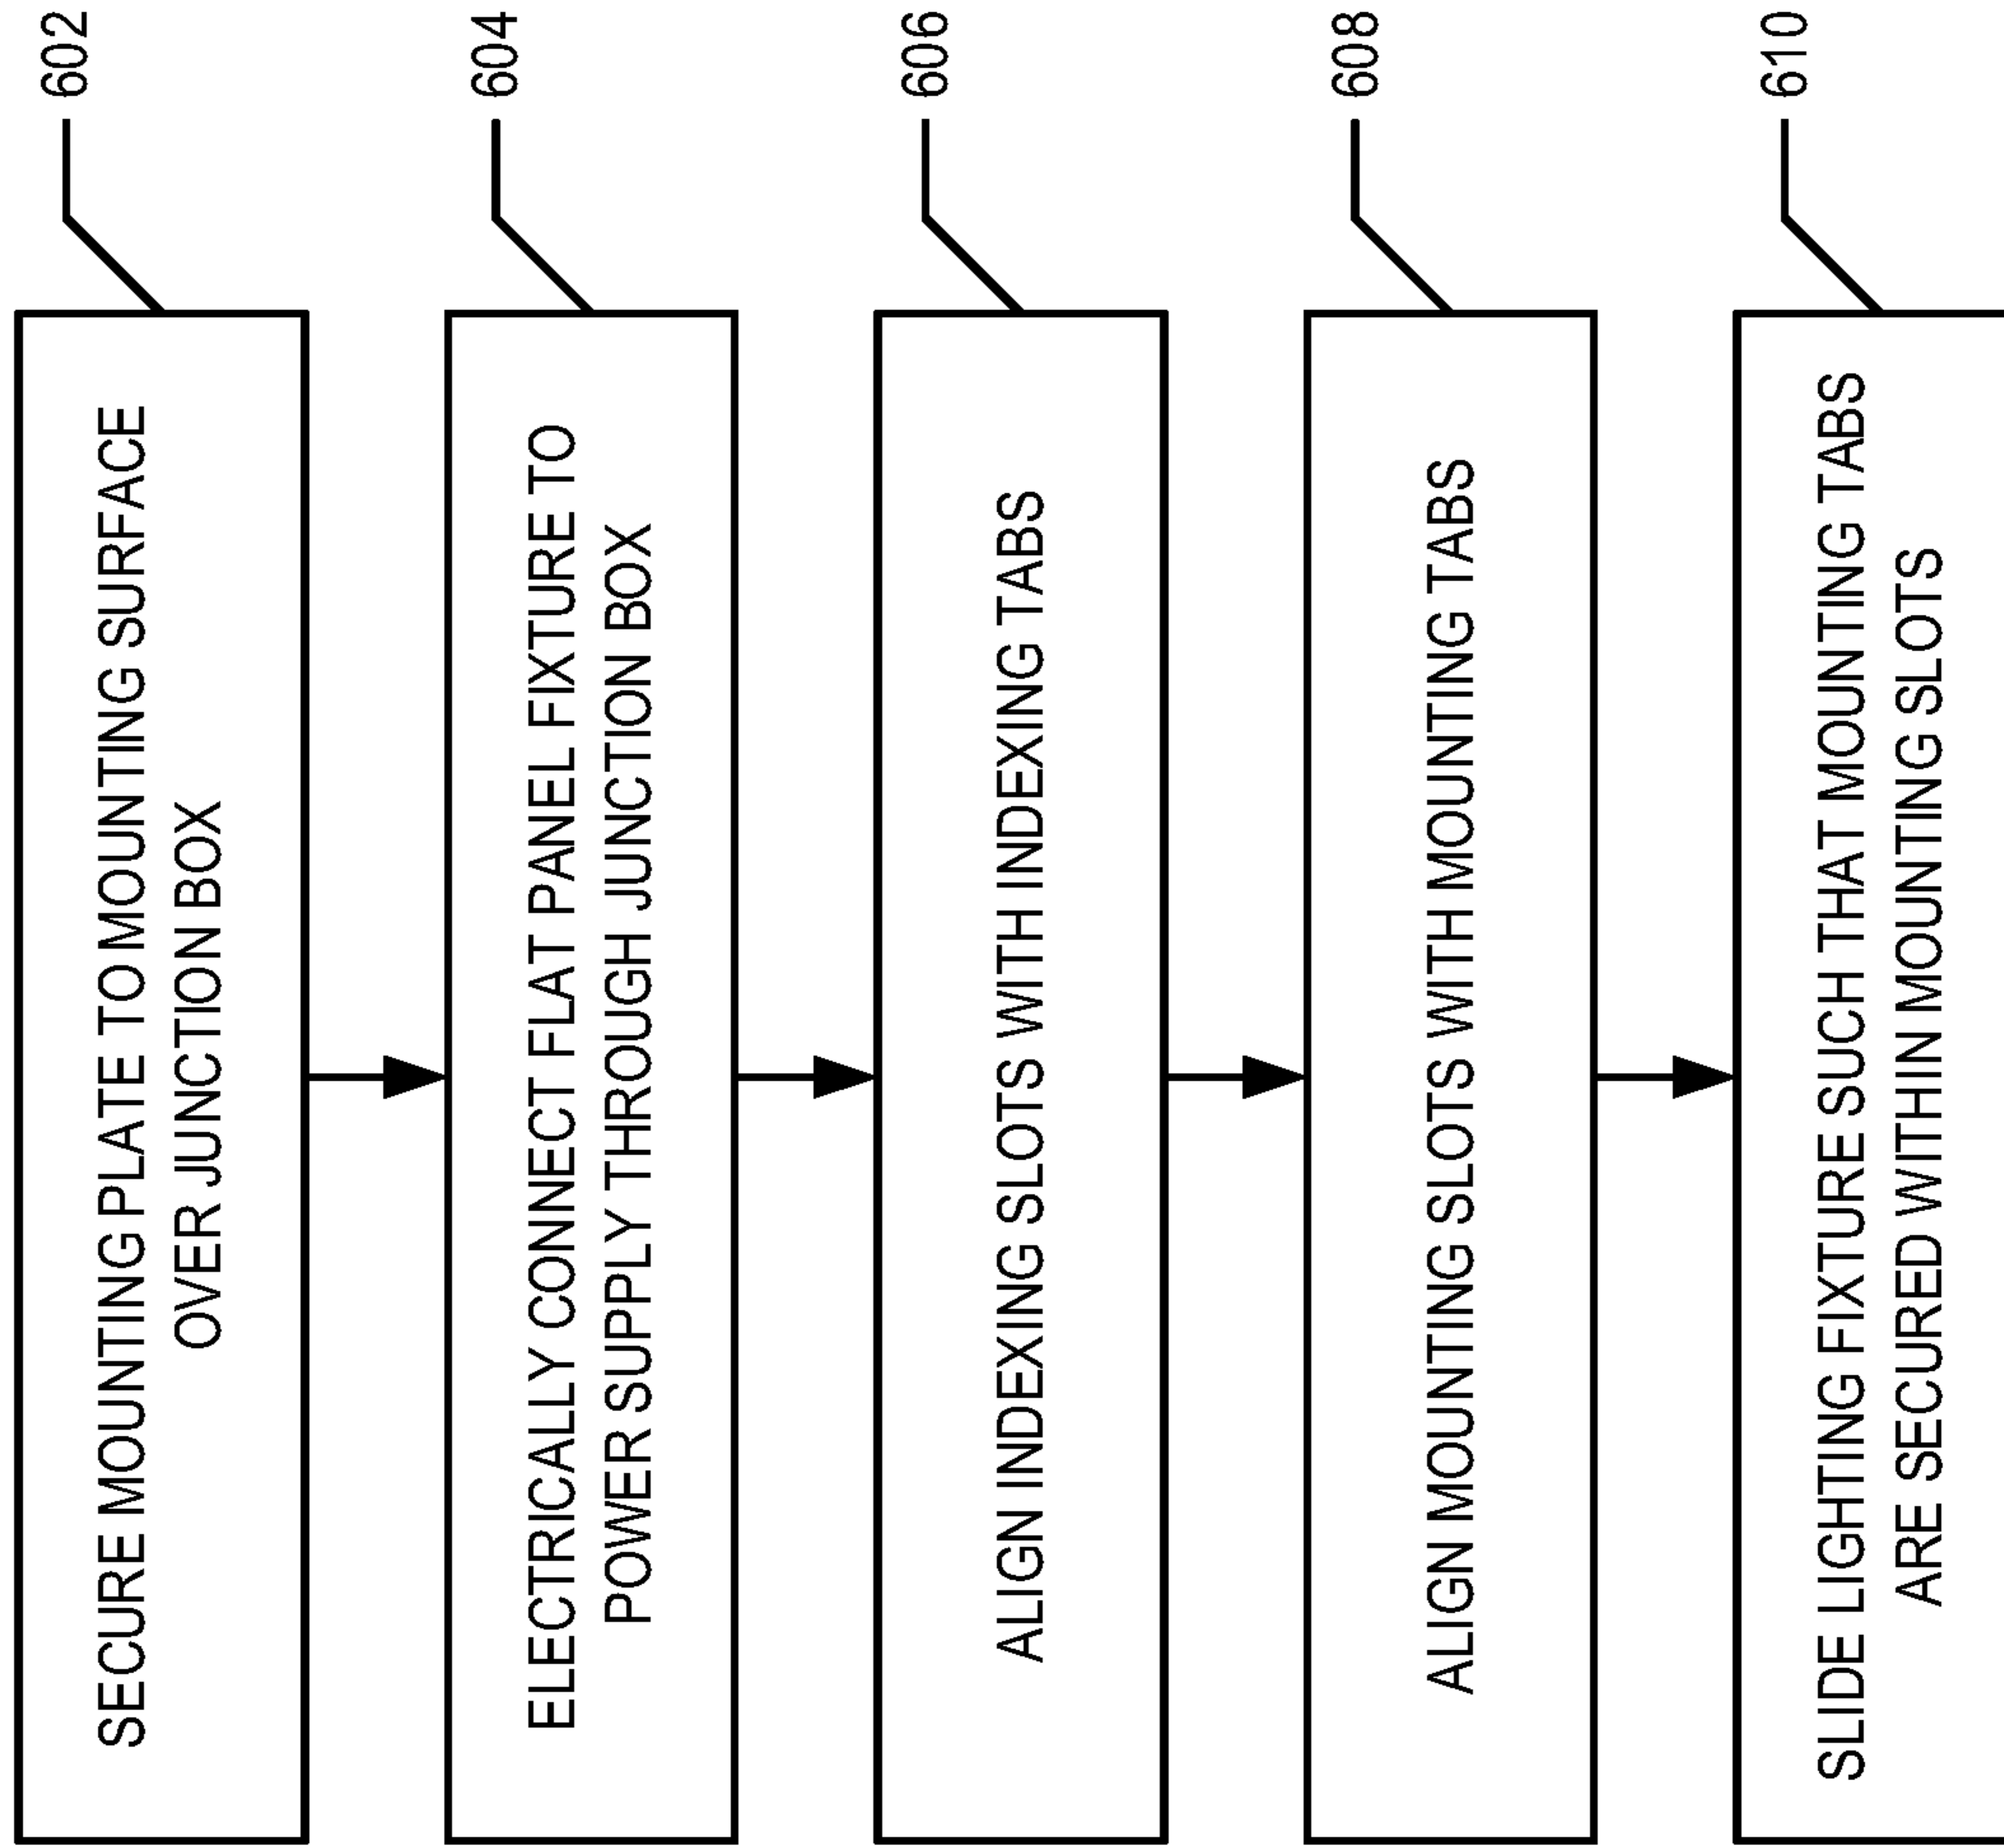 602
SECURE MOUNTING PLATE TO MOUNTING SURFACE
OVER JUNCTION BOX
604
ELECTRICALLY CONNECT FLAT PANEL FIXTURE TO
POWER SUPPLY THROUGH JUNCTION BOX
606
ALIGN INDEXING SLOTS WITH INDEXING TABS
608
ALIGN MOUNTING SLOTS WITH MOUNTING TABS
610
SLIDE LIGHTING FIXTURE SUCH THAT MOUNTING TABS
ARE SECURED WITHIN MOUNTING SLOTS